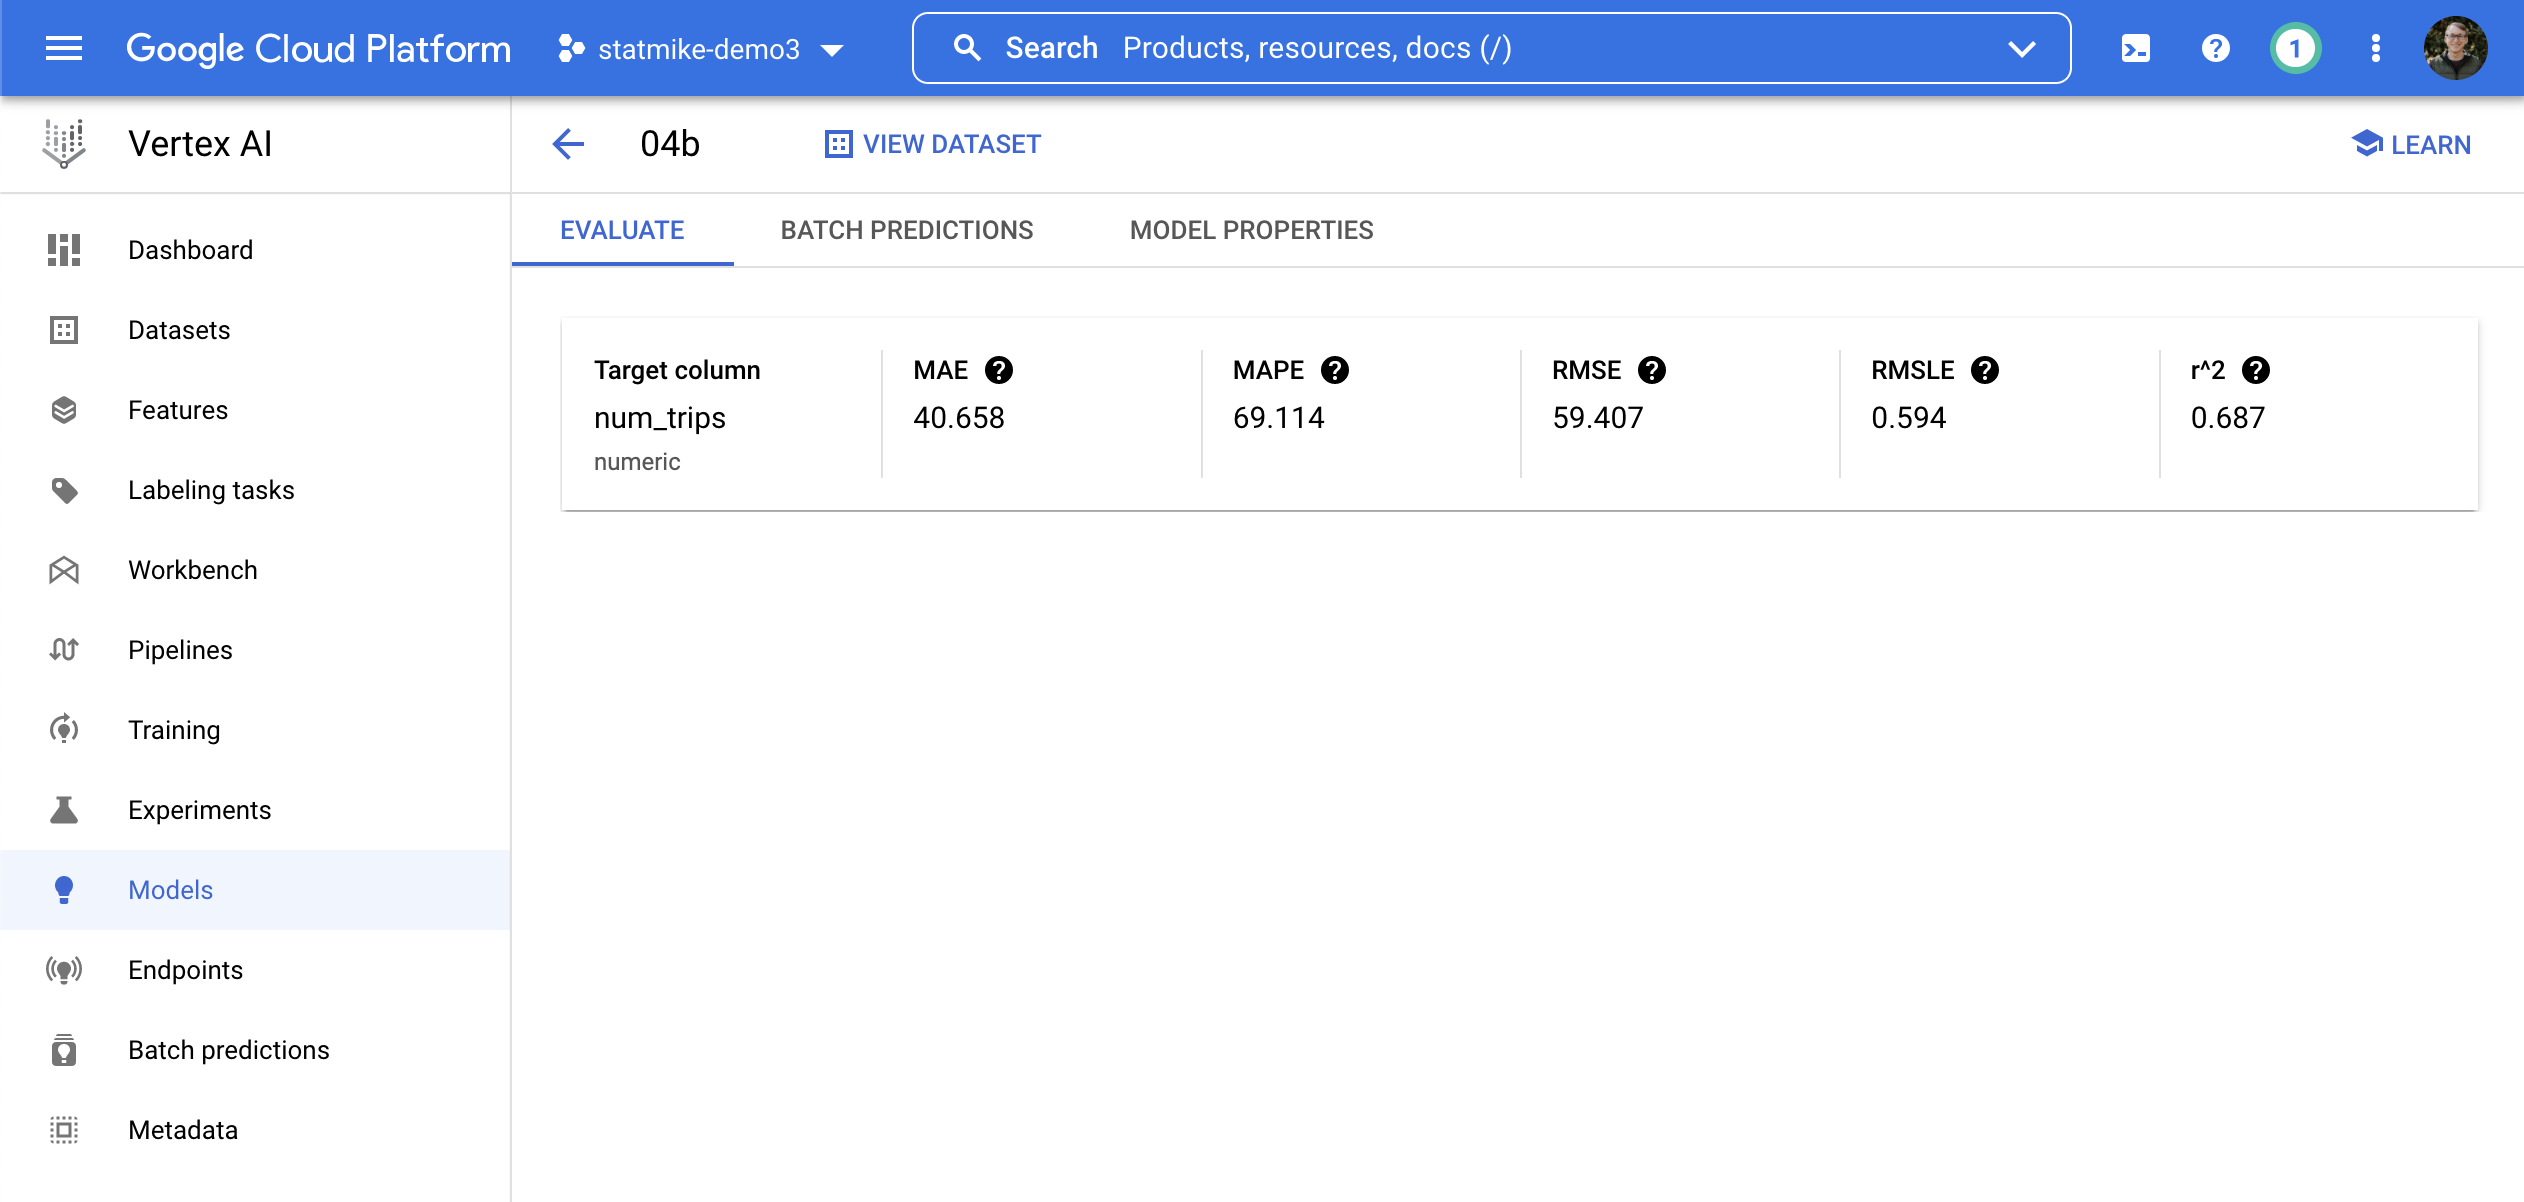 Google Cloud Platform
statmike-demo3
Search Products, resources, docs (/)
1
Vertex AI
04b
VIEW DATASET
LEARN
EVALUATE
BATCH PREDICTIONS
MODEL PROPERTIES
Dashboard
Datasets
Features
Labeling tasks
Workbench
Pipelines
Training
Experiments
Models
Endpoints
Batch predictions
Metadata
Target column
num_trips
numeric
MAE
40.658
MAPE
69.114
RMSE
59.407
RMSLE
0.594
r^2
0.687